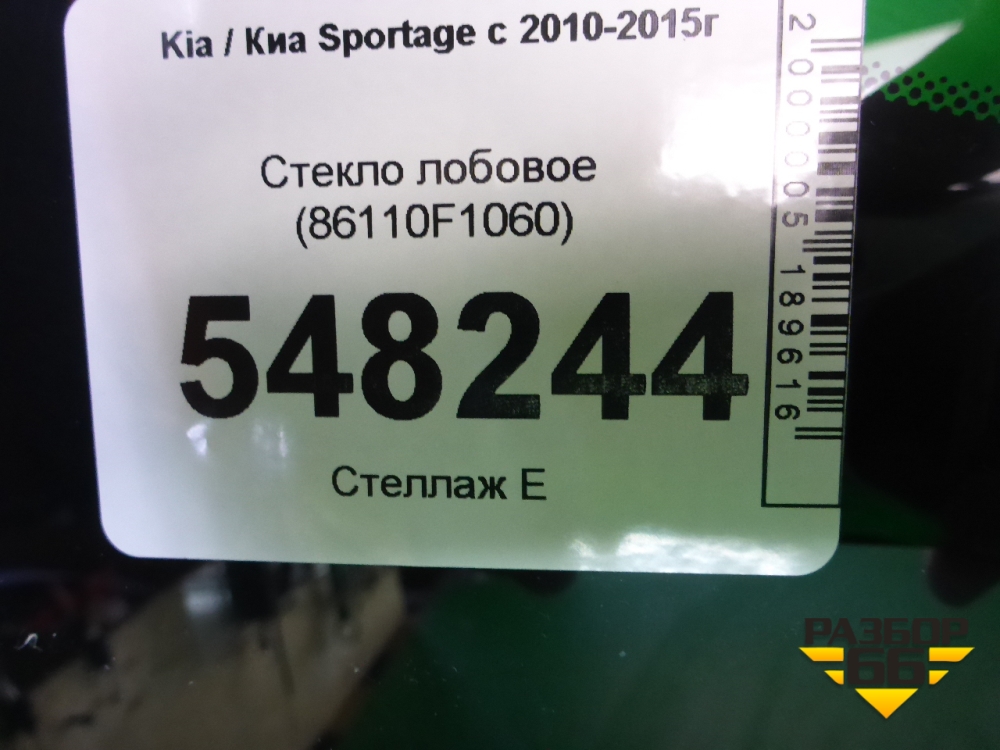 Kia / Киа Sportage с 2010-2015г
Стекло лобовое
(86110F1060)
548244
Стеллаж Е
2000005189616
РАЗБОР
66